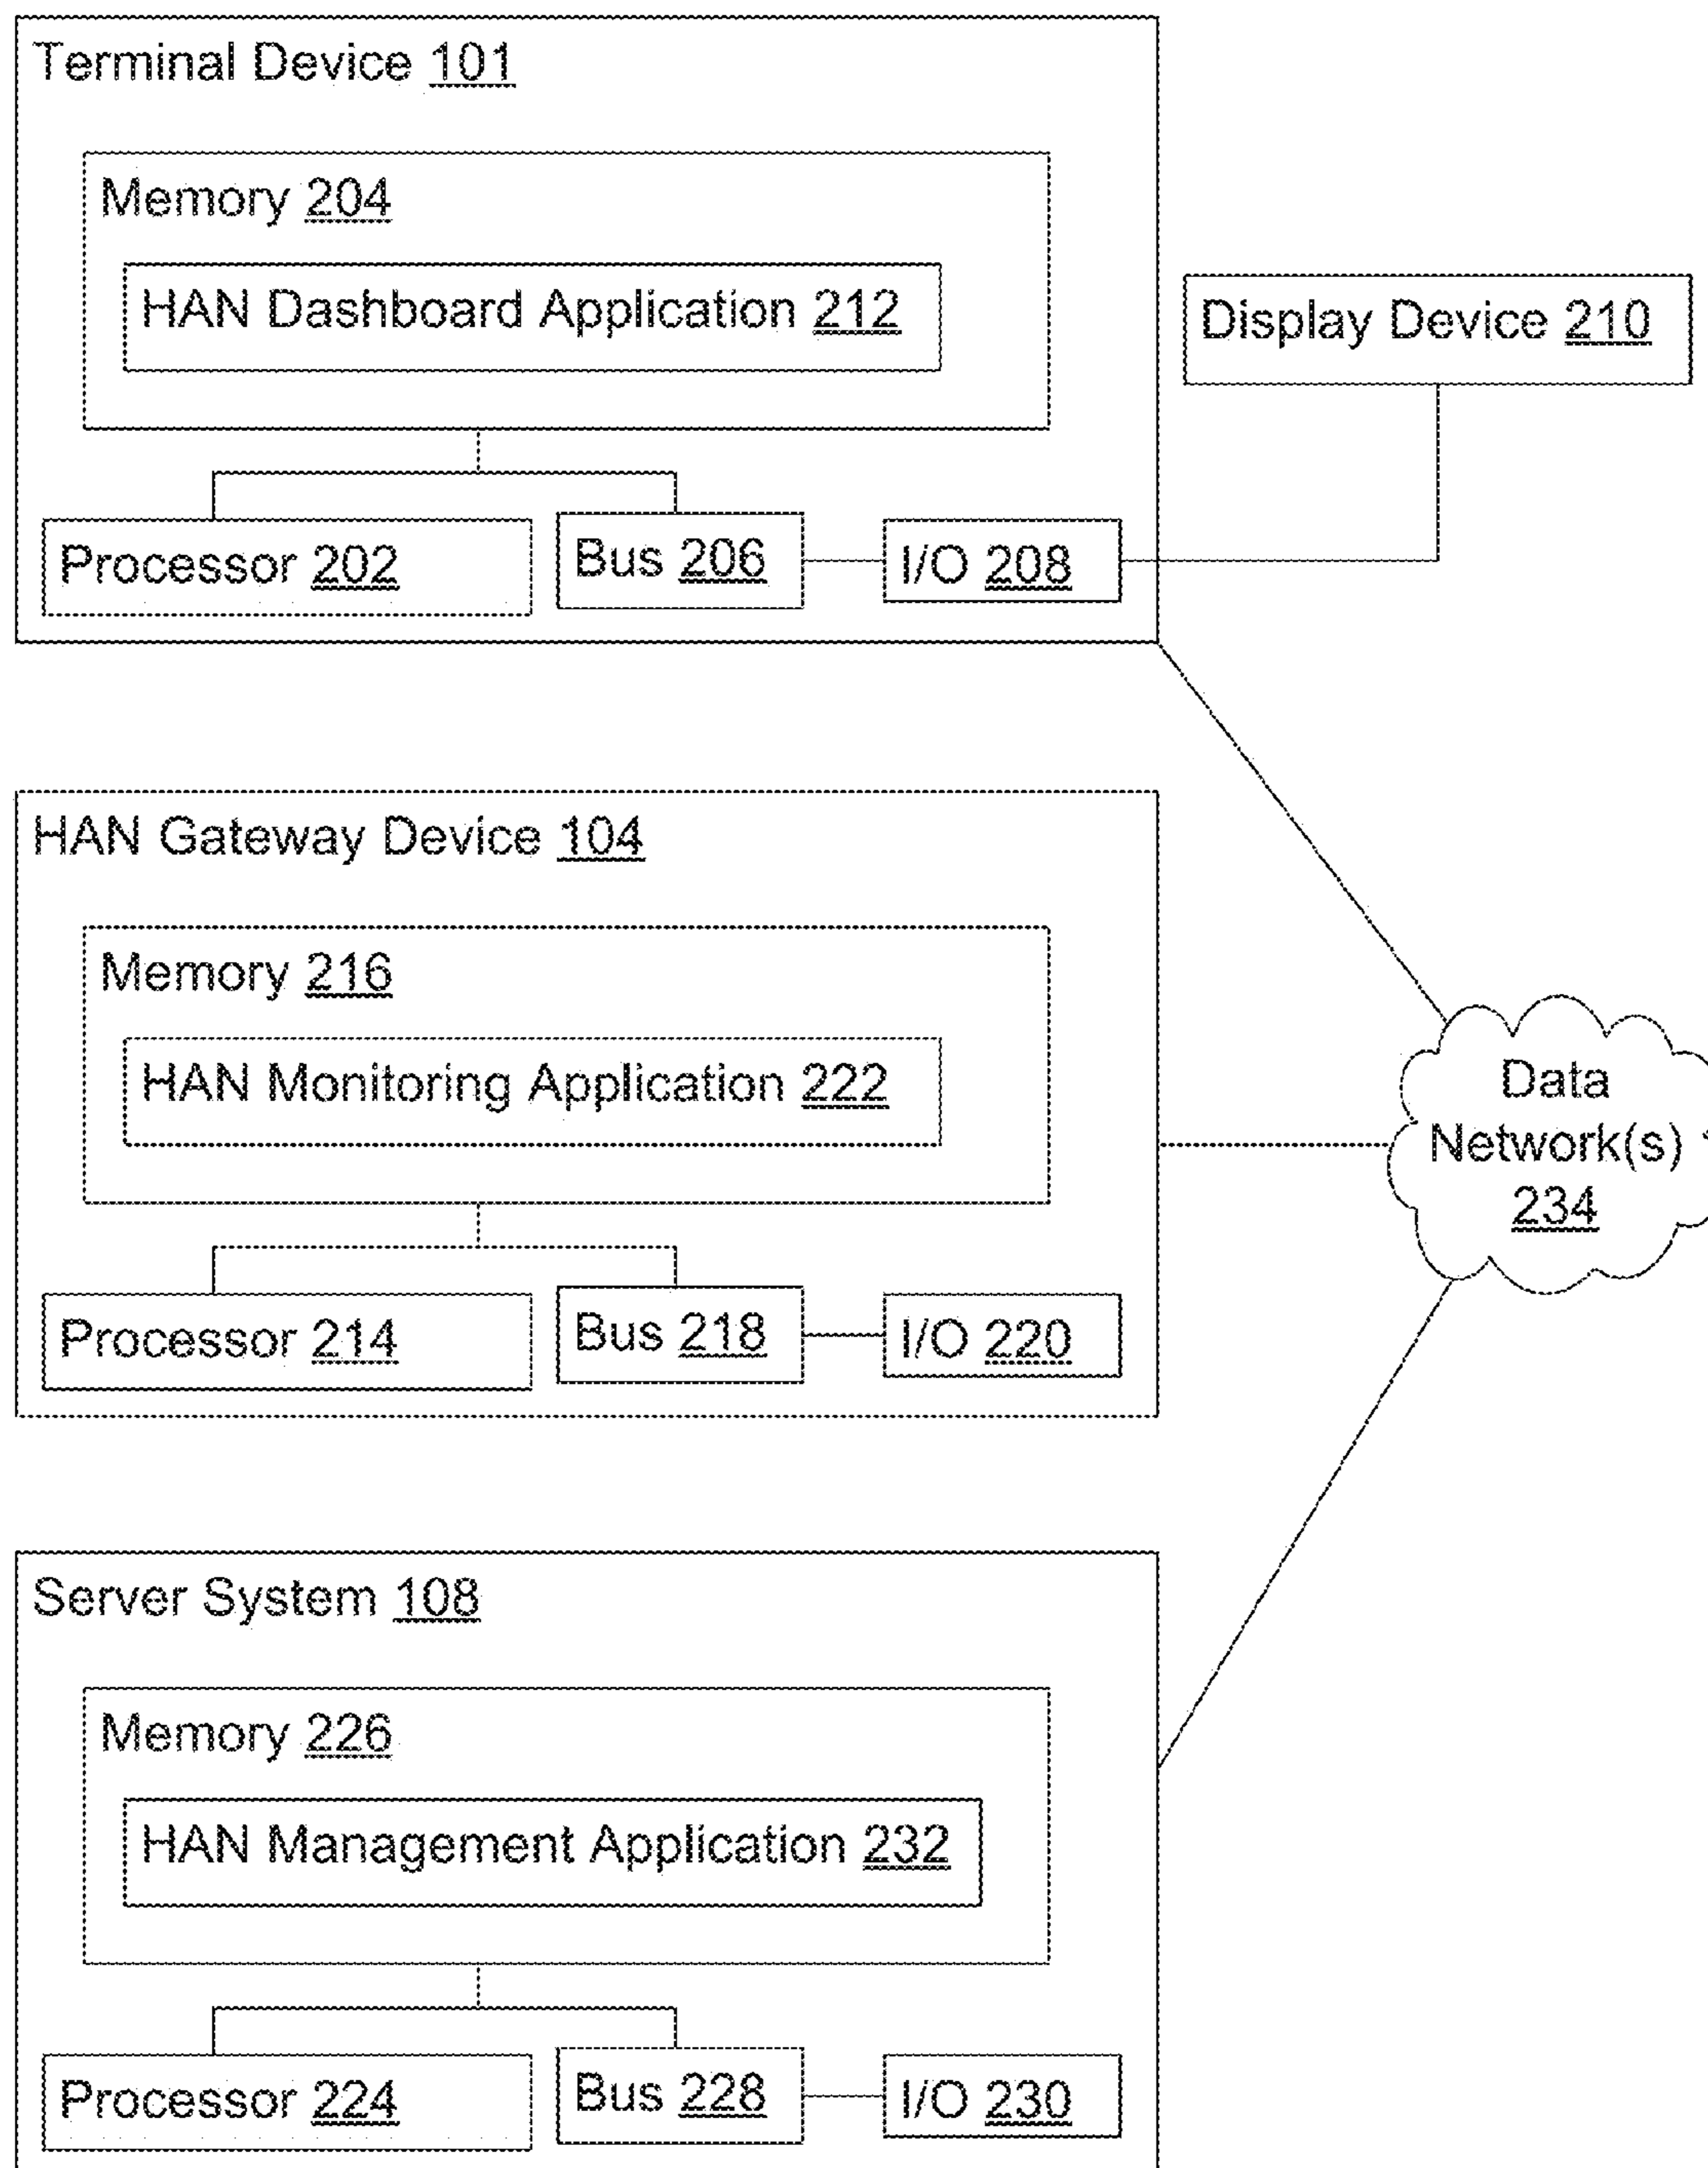 Terminal Device 101
Memory 204
HAN Dashboard Application 212
Display Device 210
Processor 202
Bus 206
I/O 208
HAN Gateway Device 104
Memory 216
HAN Monitoring Application 222
Data
Network(s)
234
Processor 214
Bus 218
I/O 220
Server System 108
Memory 226
HAN Management Application 232
Processor 224
Bus 228
I/O 230